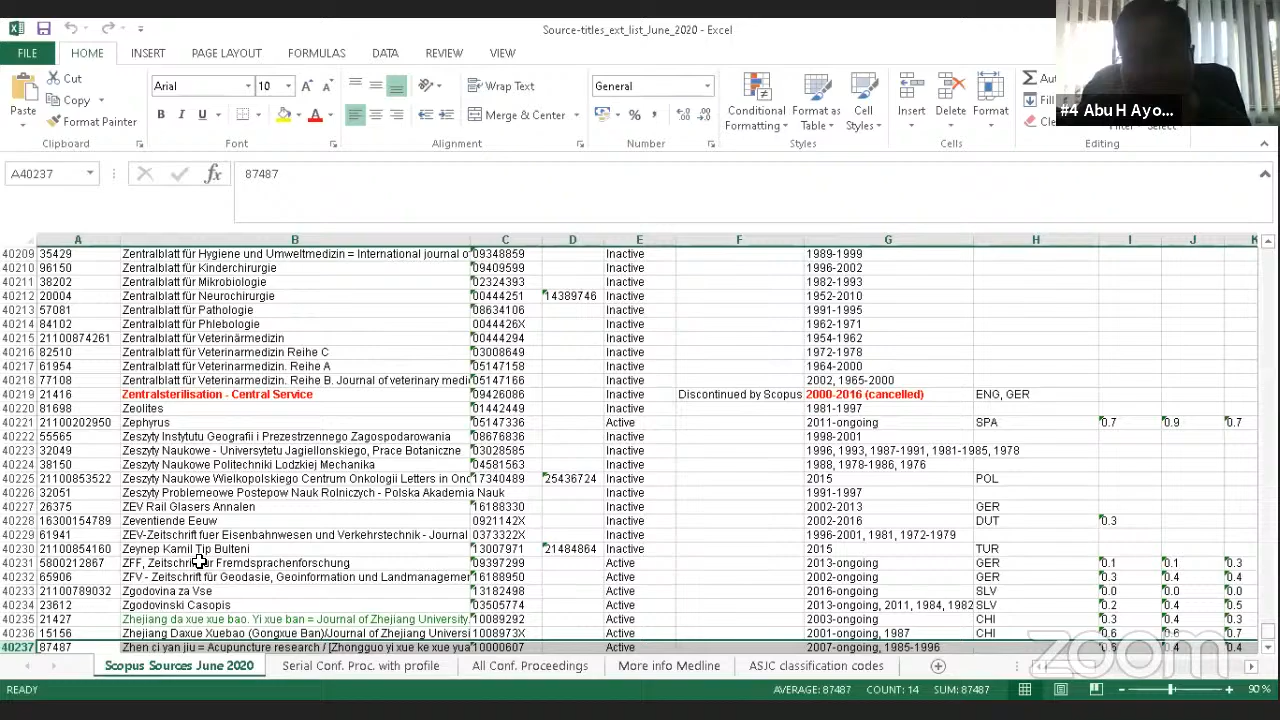 Source-titles_ext_list_June_2020 - Excel
FILE HOME INSERT PAGE LAYOUT FORMULAS DATA REVIEW VIEW
Cut
Copy
Format Painter
Paste
Clipboard
Arial 10
B I U
Font
Wrap Text
Merge & Center
Alignment
General
Number
Conditional Formatting
Format as Table
Cell Styles
Styles
Insert Delete Format
Cells
Editing
#4 Abu H Ayo...
A40237 fx 87487
A B C D E F G H I J K
40209 35429 Zentralblatt für Hygiene und Umweltmedizin = International journal o 09348859 Inactive 1989-1999
40210 96150 Zentralblatt für Kinderchirurgie 09409599 Inactive 1996-2002
40211 38202 Zentralblatt für Mikrobiologie 02324393 Inactive 1982-1993
40212 20004 Zentralblatt für Neurochirurgie 00444251 14389746 Inactive 1952-2010
40213 57081 Zentralblatt für Pathologie 08634106 Inactive 1991-1995
40214 84102 Zentralblatt für Phlebologie 0044426X Inactive 1962-1971
40215 21100874261 Zentralblatt für Veterinärmedizin 00444294 Inactive 1954-1962
40216 82510 Zentralblatt für Veterinarmedizin Reihe C 03008649 Inactive 1972-1978
40217 61954 Zentralblatt für Veterinarmedizin. Reihe A 05147158 Inactive 1964-2000
40218 77108 Zentralblatt für Veterinarmedizin. Reihe B. Journal of veterinary medi 05147166 Inactive 2002, 1965-2000
40219 21416 Zentralsterilisation - Central Service 09426086 Inactive Discontinued by Scopus 2000-2016 (cancelled) ENG, GER
40220 81698 Zeolites 01442449 Inactive 1981-1997
40221 21100202950 Zephyrus 05147336 Active 2011-ongoing SPA 0.7 0.9 0.7
40222 55565 Zeszyty Instytutu Geografii i Prezestrzennego Zagospodarowania 08676836 Inactive 1998-2001
40223 32049 Zeszyty Naukowe - Uniwersytetu Jagiellonskiego, Prace Botaniczne 03028585 Inactive 1996, 1993, 1987-1991, 1981-1985, 1978
40224 38150 Zeszyty Naukowe Politechniki Lodzkiej Mechanika 04581563 Inactive 1988, 1978-1986, 1976
40225 21100853522 Zeszyty Naukowe Wielkopolskiego Centrum Onkologii Letters in Onc 17340489 25436724 Inactive 2015 POL
40226 32051 Zeszyty Problemeowe Postepow Nauk Rolniczych - Polska Akademia Nauk Inactive 1991-1997
40227 26375 ZEV Rail Glasers Annalen 16188330 Inactive 2002-2013 GER
40228 16300154789 Zeventiende Eeuw 0921142X Inactive 2002-2016 DUT 0.3
40229 61941 ZEV-Zeitschrift fuer Eisenbahnwesen und Verkehrstechnik - Journal 0373322X Inactive 1996-2001, 1981, 1972-1979
40230 21100854160 Zeynep Kamil Tip Bulteni 13007971 21484864 Inactive 2015 TUR
40231 5800212867 ZFF, Zeitschrift für Fremdsprachenforschung 09397299 Active 2013-ongoing GER 0.1 0.1 0.3
40232 65906 ZFV - Zeitschrift für Geodasie, Geoinformation und Landmanagemer 16188950 Active 2002-ongoing GER 0.3 0.4 0.4
40233 21100789032 Zgodovina za Vse 13182498 Active 2016-ongoing SLV
40234 23612 Zgodovinski Casopis 03505774 Active 2013-ongoing, 2011, 1984, 1982 SLV 0.2 0.4 0.5
40235 21427 Zhejiang da xue xue bao. Yi xue ban = Journal of Zhejiang University 10089292 Active 2003-ongoing CHI 0.3 0.4 0.4
40236 15156 Zhejiang Daxue Xuebao (Gongxue Ban)/Journal of Zhejiang Universi 1008973X Active 2001-ongoing, 1987 CHI 0.6 0.6 0.7
40237 87487 Zhen ci yan jiu = Acupuncture research / [Zhongguo yi xue ke xue yua 10000607 Active 2007-ongoing, 1985-1996 0.4 0.4
zoom
Scopus Sources June 2020 Serial Conf. Proc. with profile All Conf. Proceedings More info Medline ASJC classification codes
READY AVERAGE: 87487 COUNT: 14 SUM: 87487 90%